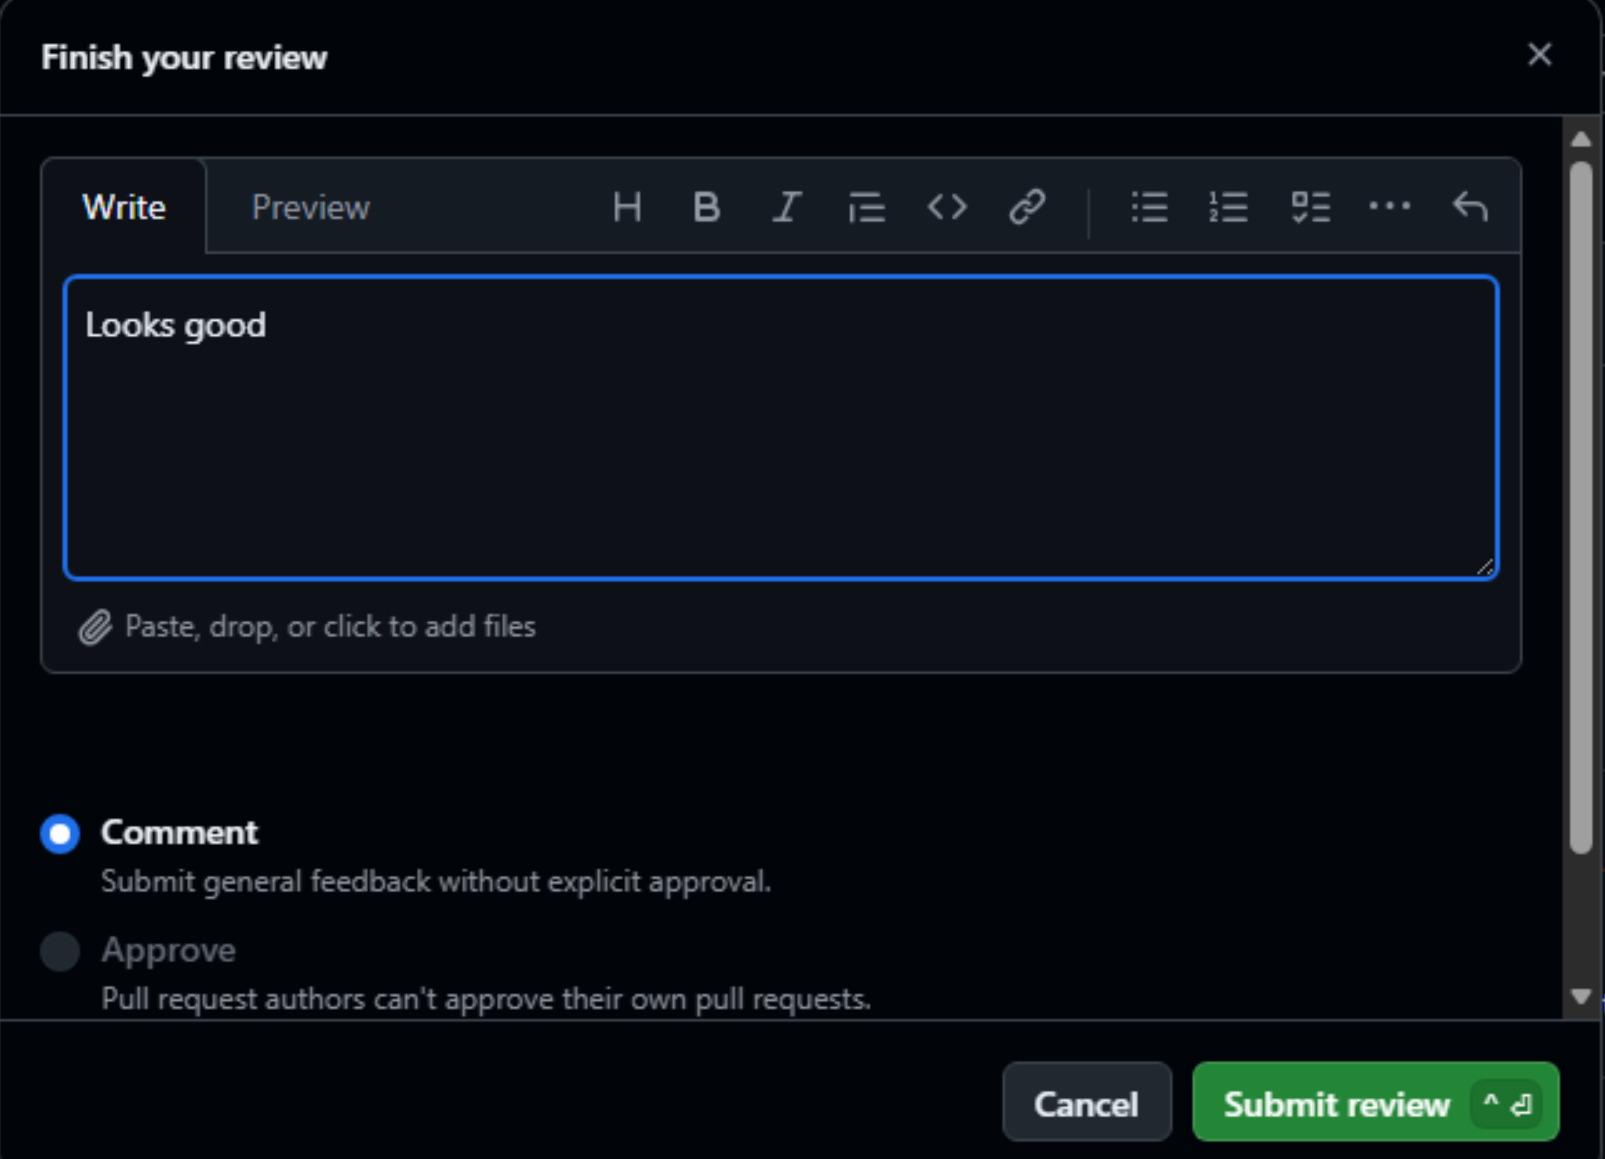 Finish your review
Write Preview
Looks good
Paste, drop, or click to add files
Comment
Submit general feedback without explicit approval.
Approve
Pull request authors can't approve their own pull requests.
Cancel Submit review